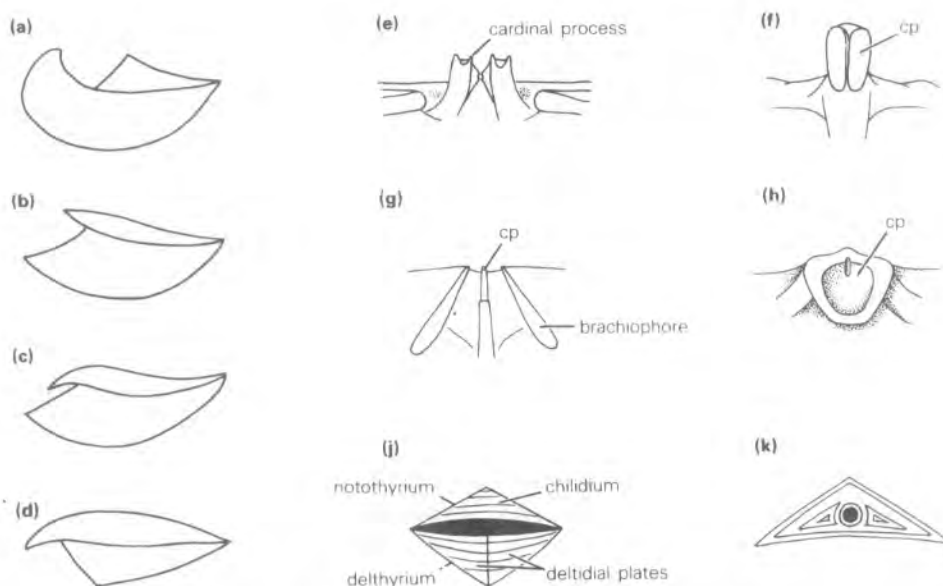 (a)
(e)
cardinal process
(f)
cp
(b)
(g)
cp
brachiophore
(h)
cp
(c)
(j)
notothyrium
chilidium
delthyrium
deltidial plates
(k)
(d)